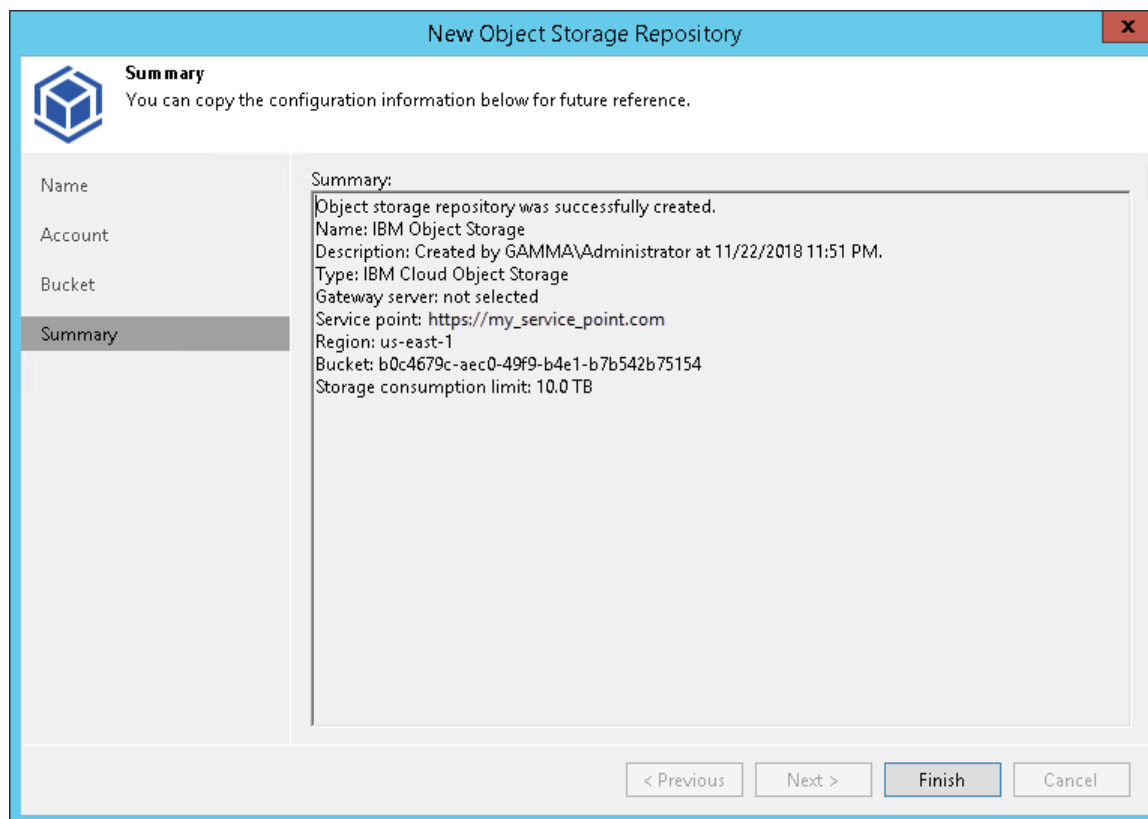 New Object Storage Repository
x
Summary
You can copy the configuration information below for future reference.
Name
Account
Bucket
Summary
Summary:
Object storage repository was successfully created.
Name: IBM Object Storage
Description: Created by GAMMA\Administrator at 11/22/2018 11:51 PM.
Type: IBM Cloud Object Storage
Gateway server: not selected
Service point: https://my_service_point.com
Region: us-east-1
Bucket: b0c4679c-aec0-49f9-b4e1-b7b542b75154
Storage consumption limit: 10.0 TB
< Previous Next > Finish Cancel